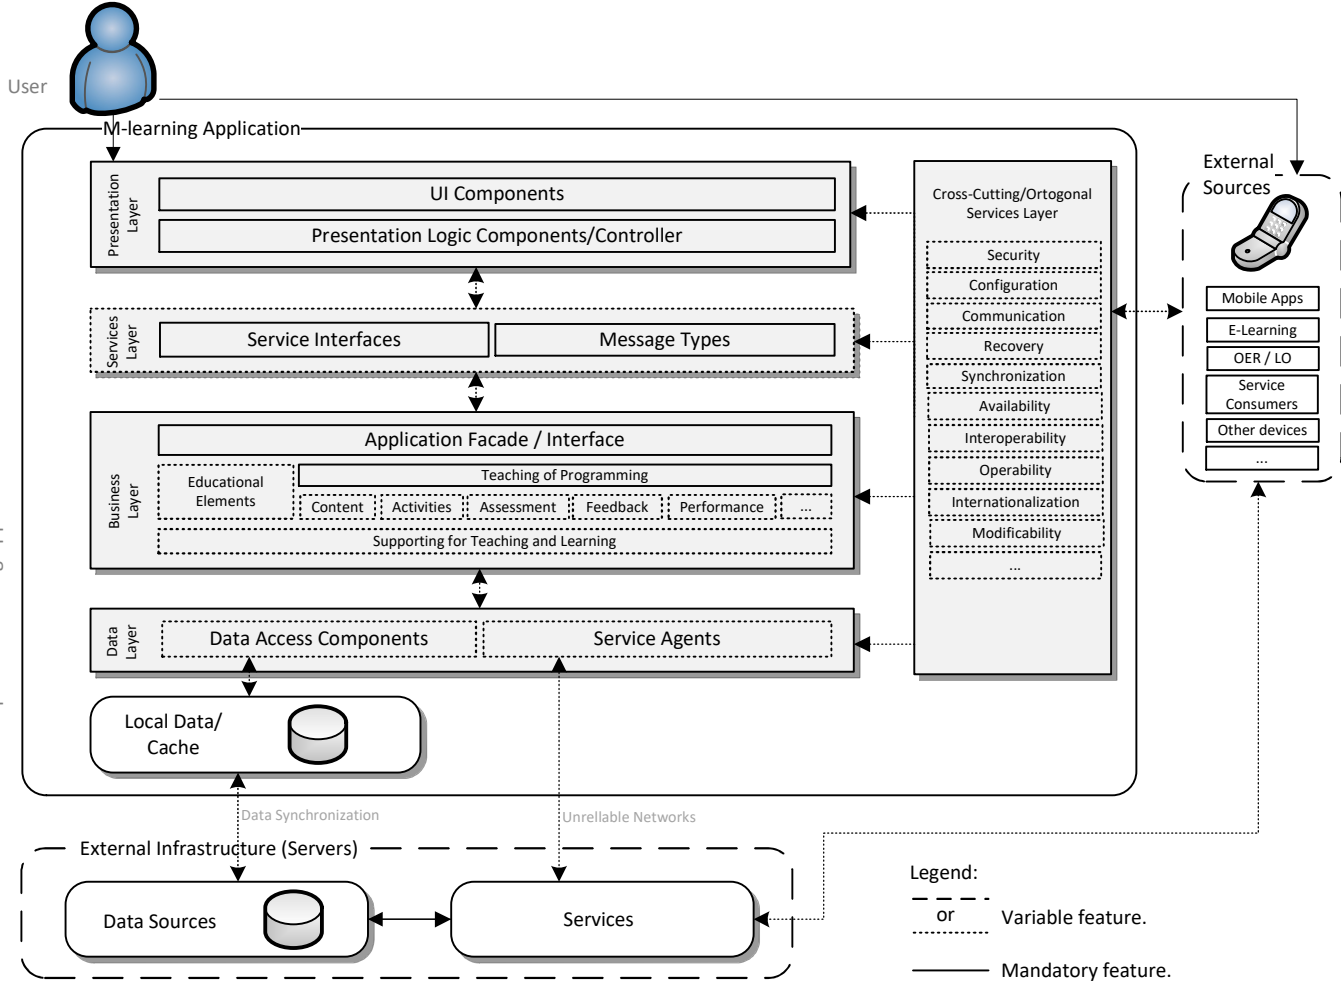 User
M-learning Application
Presentation
Layer
UI Components
Presentation Logic Components/Controller
Services
Layer
Service Interfaces
Message Types
Business
Layer
Application Facade / Interface
Educational
Elements
Teaching of Programming
Content
Activities
Assessment
Feedback
Performance
...
Supporting for Teaching and Learning
Data
Layer
Data Access Components
Service Agents
Local Data/
Cache
Cross-Cutting/Ortogonal
Services Layer
Security
Configuration
Communication
Recovery
Synchronization
Availability
Interoperability
Operability
Internationalization
Modificability
...
External
Sources
Mobile Apps
E-Learning
OER / LO
Service
Consumers
Other devices
...
Data Synchronization
Unrellable Networks
External Infrastructure (Servers)
Data Sources
Services
Legend:
or
Variable feature.
Mandatory feature.